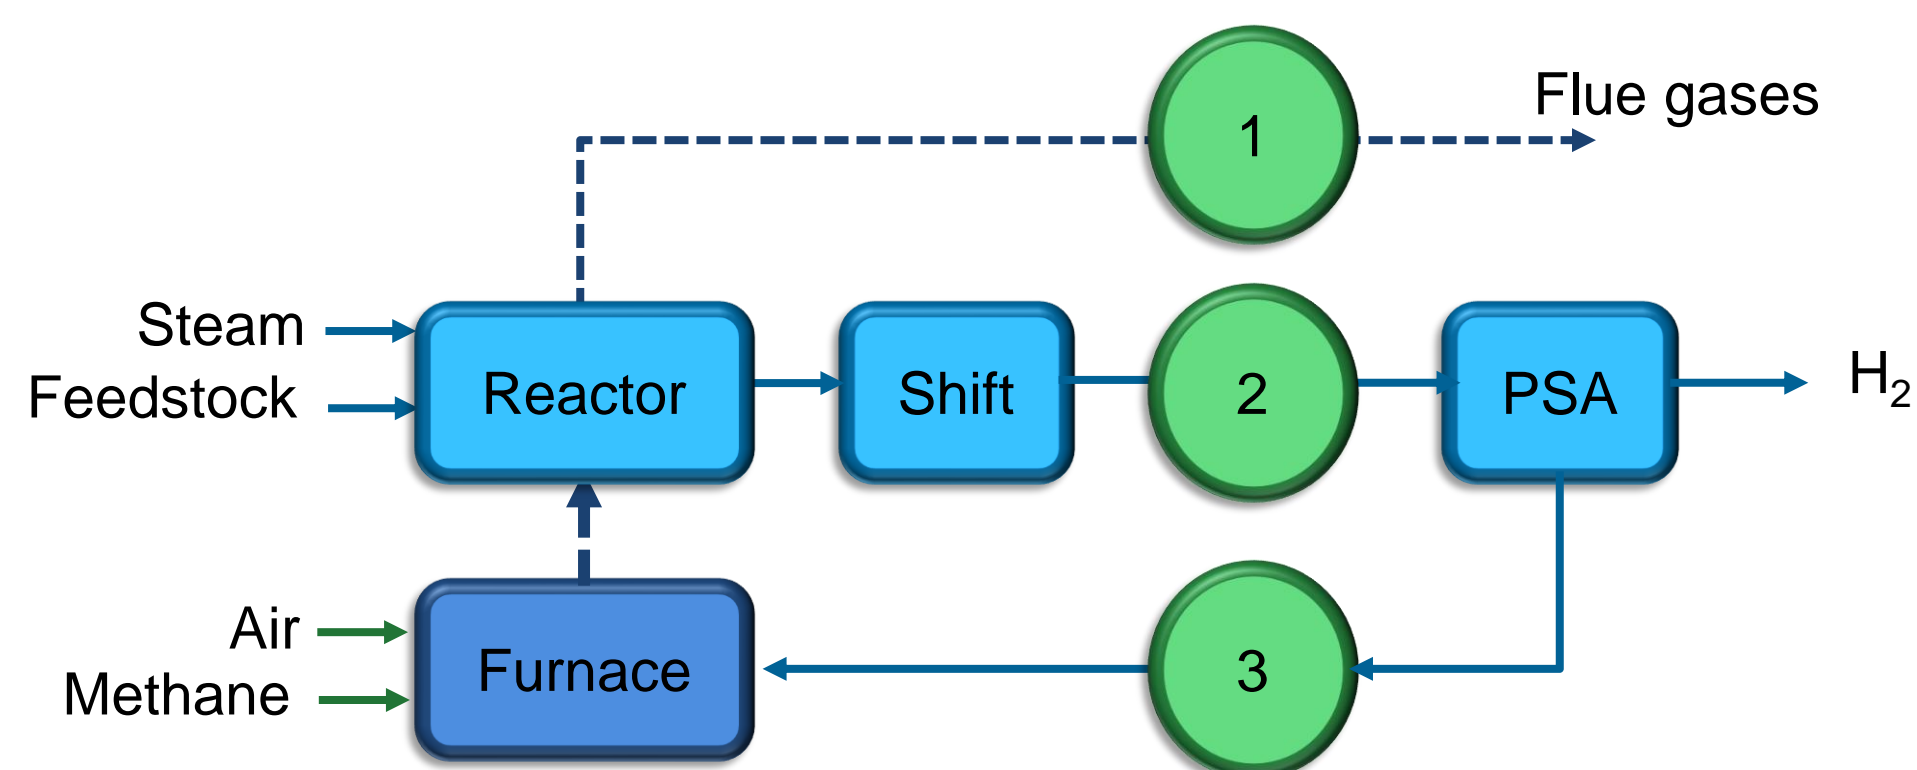 Flue gases
1
Steam
Feedstock
Reactor
Shift
2
PSA
H₂
Air
Methane
Furnace
3